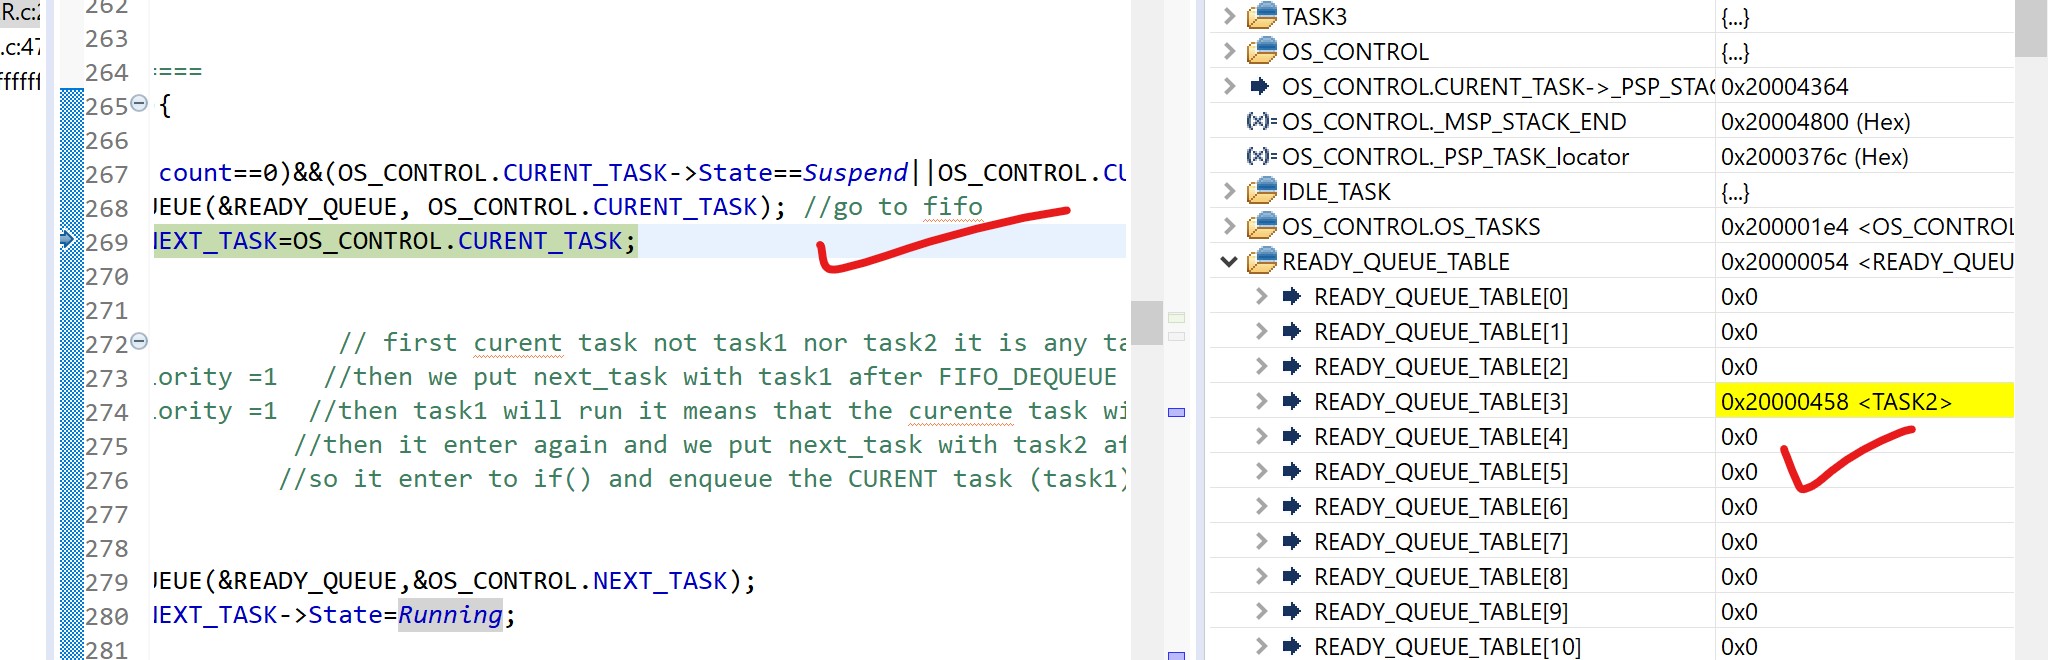 R.c:2
.c:47
ffffff
262
263
264 ====
265 {
266
267 count==0)&&(OS_CONTROL.CURENT_TASK->State==Suspend||OS_CONTROL.CU
268 UEUE(&READY_QUEUE, OS_CONTROL.CURENT_TASK); //go to fifo
269 NEXT_TASK=OS_CONTROL.CURENT_TASK;
270
271
272 // first curent task not task1 nor task2 it is any ta
273 ority =1 //then we put next_task with task1 after FIFO_DEQUEUE
274 ority =1 //then task1 will run it means that the curente task wi
275 //then it enter again and we put next_task with task2 af
276 //so it enter to if() and enqueue the CURENT task (task1)
277
278
279 UEUE(&READY_QUEUE,&OS_CONTROL.NEXT_TASK);
280 NEXT_TASK->State=Running;
281
TASK3 {...}
OS_CONTROL {...}
OS_CONTROL.CURENT_TASK->_PSP_STAC 0x20004364
(x)= OS_CONTROL._MSP_STACK_END 0x20004800 (Hex)
(x)= OS_CONTROL._PSP_TASK_locator 0x2000376c (Hex)
IDLE_TASK {...}
OS_CONTROL.OS_TASKS 0x200001e4 <OS_CONTROL
READY_QUEUE_TABLE 0x20000054 <READY_QUEU
READY_QUEUE_TABLE[0] 0x0
READY_QUEUE_TABLE[1] 0x0
READY_QUEUE_TABLE[2] 0x0
READY_QUEUE_TABLE[3] 0x20000458 <TASK2>
READY_QUEUE_TABLE[4] 0x0
READY_QUEUE_TABLE[5] 0x0
READY_QUEUE_TABLE[6] 0x0
READY_QUEUE_TABLE[7] 0x0
READY_QUEUE_TABLE[8] 0x0
READY_QUEUE_TABLE[9] 0x0
READY_QUEUE_TABLE[10] 0x0